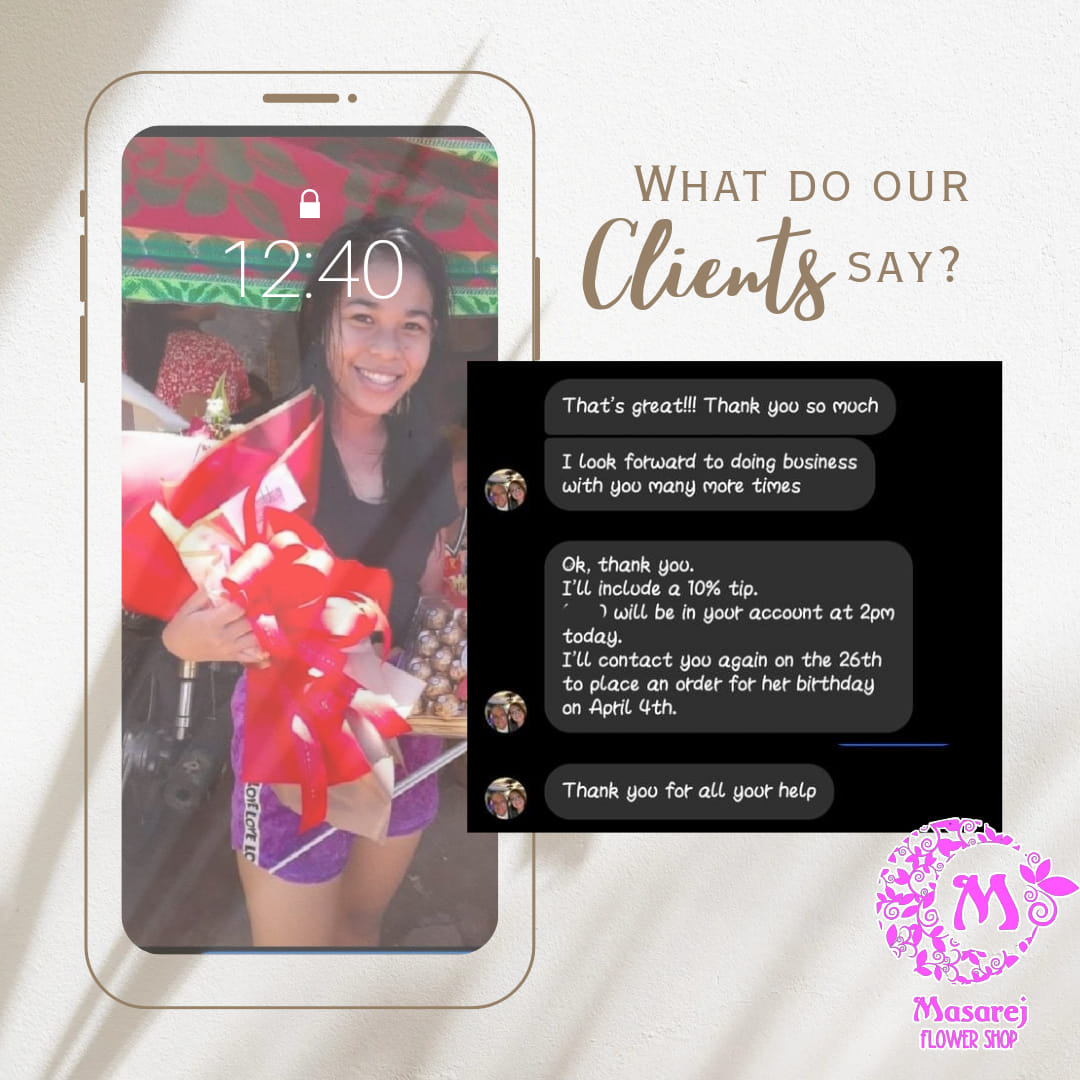 WHAT DO OUR
Clients SAY?
12:40
That's great!!! Thank you so much
I look forward to doing business
with you many more times
Ok, thank you.
I'll include a 10% tip.
) will be in your account at 2pm
today.
I'll contact you again on the 26th
to place an order for her birthday
on April 4th.
Thank you for all your help
LOVE LOVE LO
M
Masarej
FLOWER SHOP